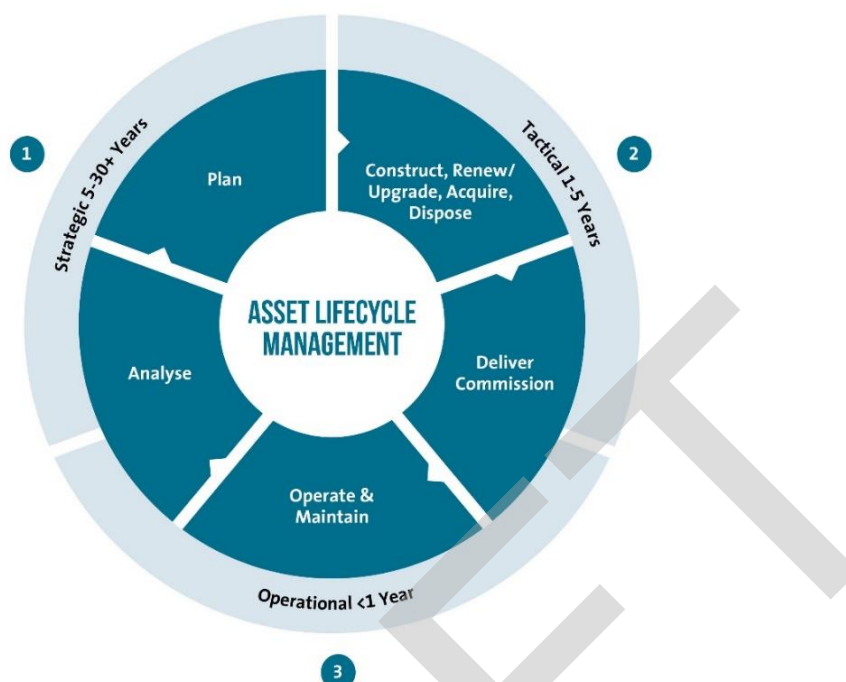 1
Strategic 5-30+ Years
Plan
Construct, Renew/
Upgrade, Acquire,
Dispose
Tactical 1-5 Years
2
ASSET LIFECYCLE
MANAGEMENT
Analyse
Deliver
Commission
Operate &
Maintain
Operational <1 Year
3
ET